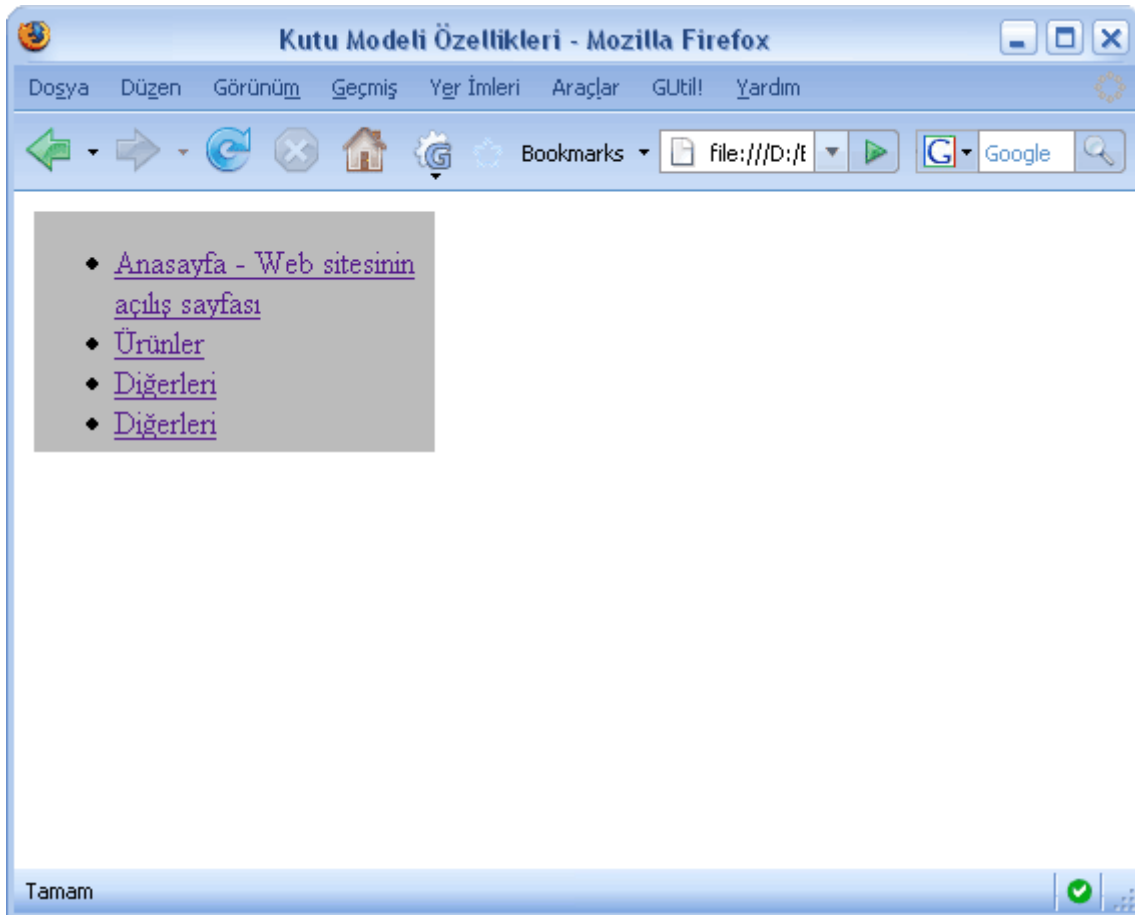 Kutu Modeli Özellikleri - Mozilla Firefox
Dosya Düzen Görünüm Geçmiş Yer İmleri Araçlar GUtil! Yardım
G Bookmarks file:///D:/E G Google
Anasayfa - Web sitesinin
açılış sayfası
Ürünler
Diğerleri
Diğerleri
Tamam